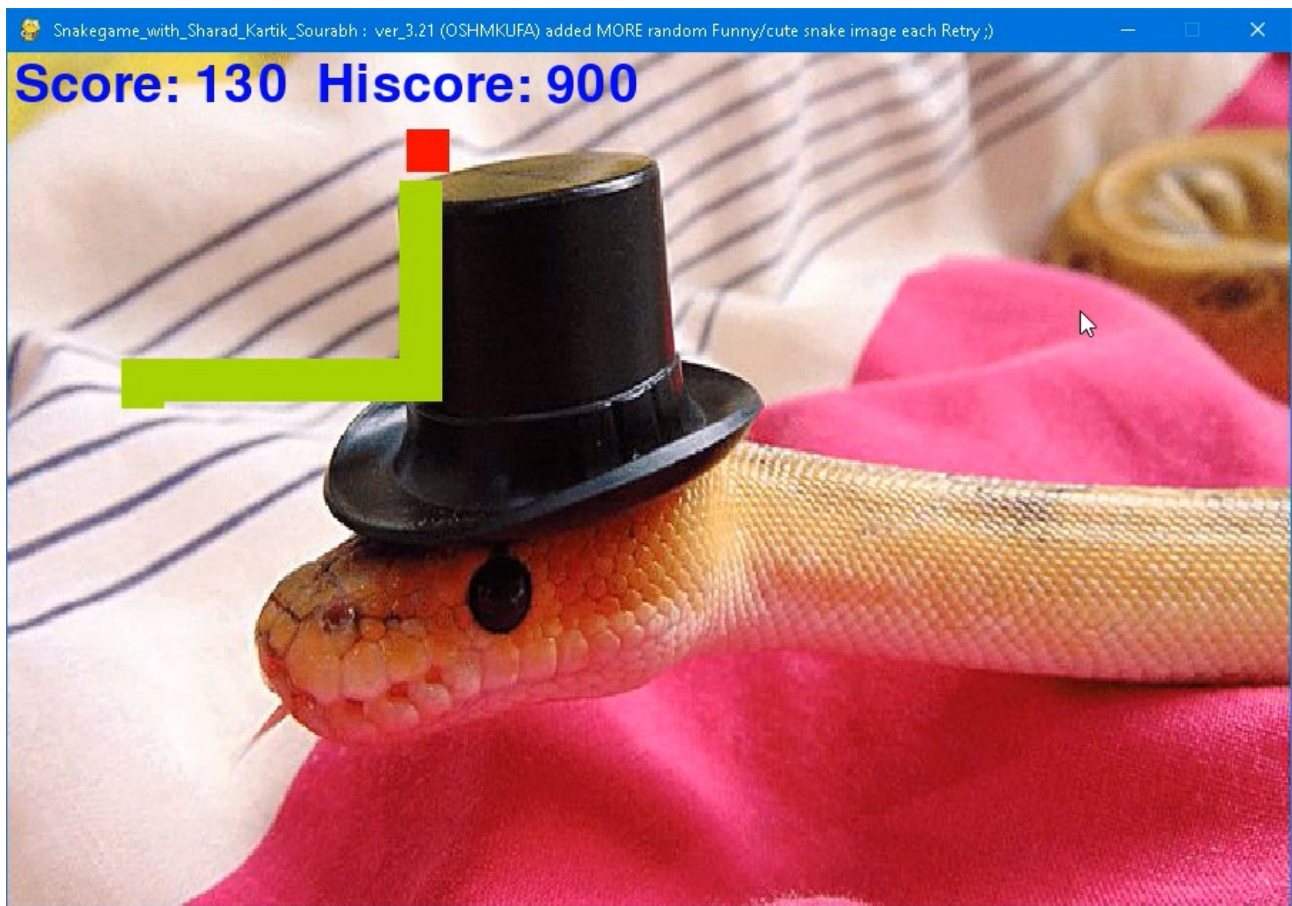 Snakegame_with_Sharad_Kartik_Sourabh : ver_3.21 (OSHMKUFA) added MORE random Funny/cute snake image each Retry ;)
Score: 130 Hiscore: 900